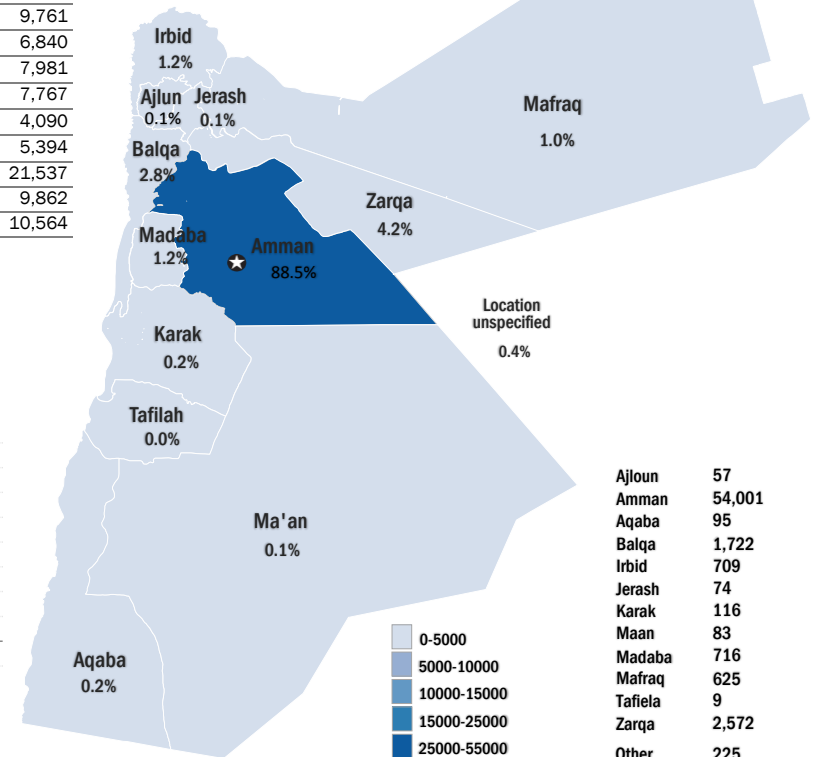 9,761
6,840
7,981
7,767
4,090
5,394
21,537
9,862
10,564
Irbid
1.2%
Ajlun
0.1%
Jerash
0.1%
Mafraq
1.0%
Balqa
2.8%
Zarqa
4.2%
Madaba
1.2%
Amman
88.5%
Location
unspecified
0.4%
Karak
0.2%
Tafilah
0.0%
Ma'an
0.1%
Aqaba
0.2%
0-5000
5000-10000
10000-15000
15000-25000
25000-55000
Ajloun 57
Amman 54,001
Aqaba 95
Balqa 1,722
Irbid 709
Jerash 74
Karak 116
Maan 83
Madaba 716
Mafraq 625
Tafiela 9
Zarqa 2,572
Other 225